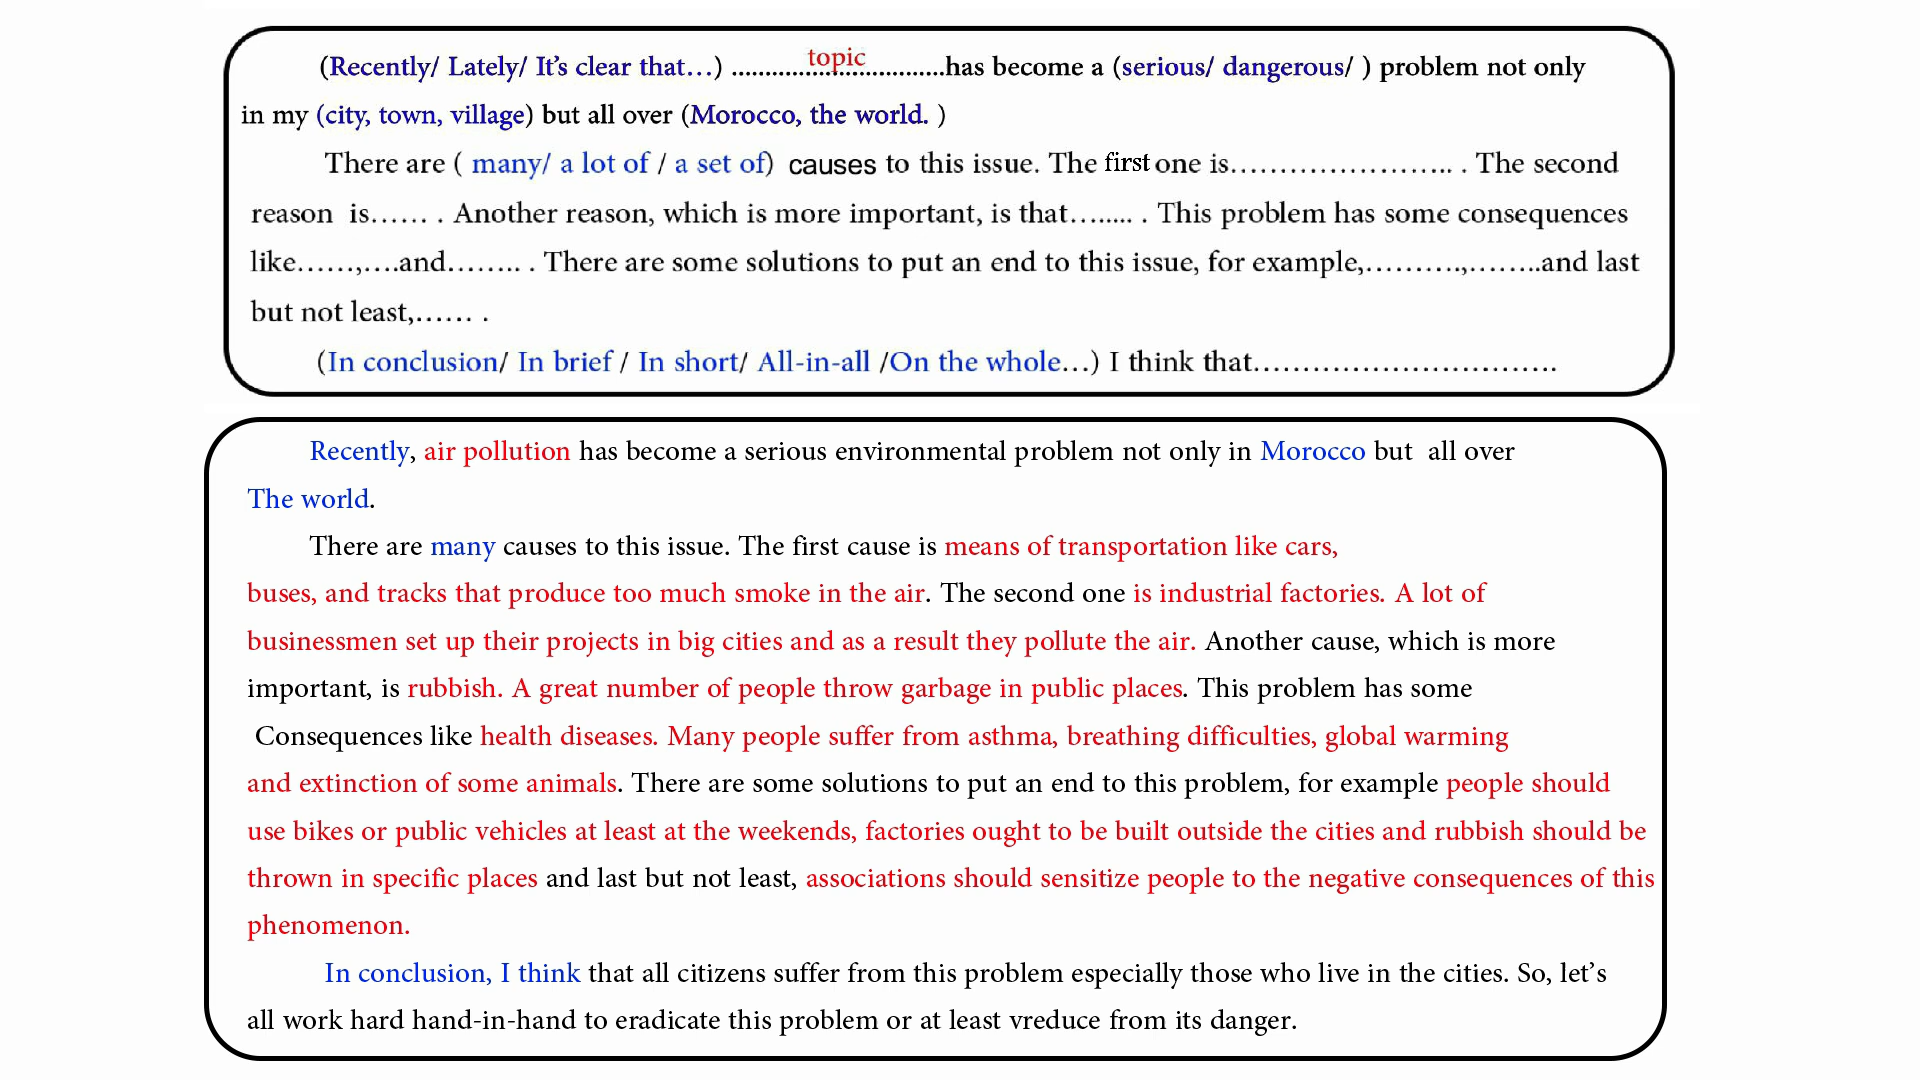 (Recently/ Lately/ It's clear that...) ........topic........has become a (serious/ dangerous/ ) problem not only
in my (city, town, village) but all over (Morocco, the world. )
There are ( many/ a lot of / a set of) causes to this issue. The first one is........................ . The second
reason is....... . Another reason, which is more important, is that........ . This problem has some consequences
like......,....and......... . There are some solutions to put an end to this issue, for example,..........,........and last
but not least,...... .
(In conclusion/ In brief / In short/ All-in-all /On the whole...) I think that...............................
Recently, air pollution has become a serious environmental problem not only in Morocco but all over
The world.
There are many causes to this issue. The first cause is means of transportation like cars,
buses, and tracks that produce too much smoke in the air. The second one is industrial factories. A lot of
businessmen set up their projects in big cities and as a result they pollute the air. Another cause, which is more
important, is rubbish. A great number of people throw garbage in public places. This problem has some
Consequences like health diseases. Many people suffer from asthma, breathing difficulties, global warming
and extinction of some animals. There are some solutions to put an end to this problem, for example people should
use bikes or public vehicles at least at the weekends, factories ought to be built outside the cities and rubbish should be
thrown in specific places and last but not least, associations should sensitize people to the negative consequences of this
phenomenon.
In conclusion, I think that all citizens suffer from this problem especially those who live in the cities. So, let's
all work hard hand-in-hand to eradicate this problem or at least vreduce from its danger.